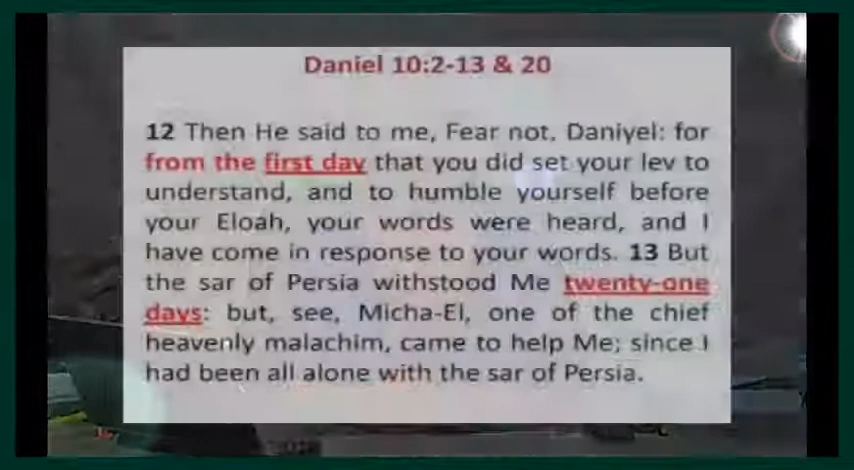 Daniel 10:2-13 & 20
12 Then He said to me, Fear not, Daniyel: for
from the first day that you did set your lev to
understand, and to humble yourself before
your Eloah, your words were heard, and I
have come in response to your words. 13 But
the sar of Persia withstood Me twenty-one
days: but, see, Micha-El, one of the chief
heavenly malachim, came to help Me; since I
had been all alone with the sar of Persia.